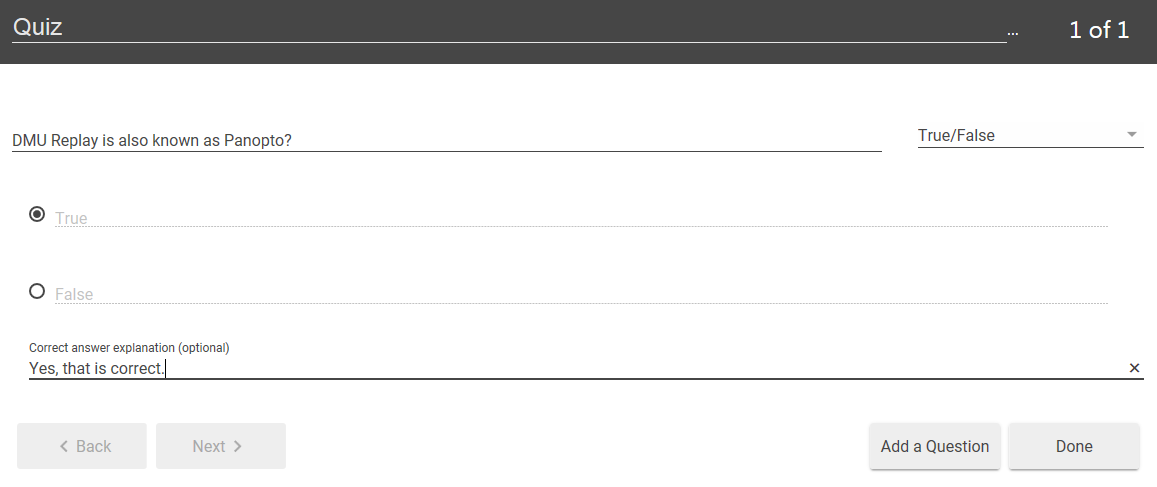 Quiz ... 1 of 1
DMU Replay is also known as Panopto? True/False
True
False
Correct answer explanation (optional)
Yes, that is correct.
Back Next Add a Question Done